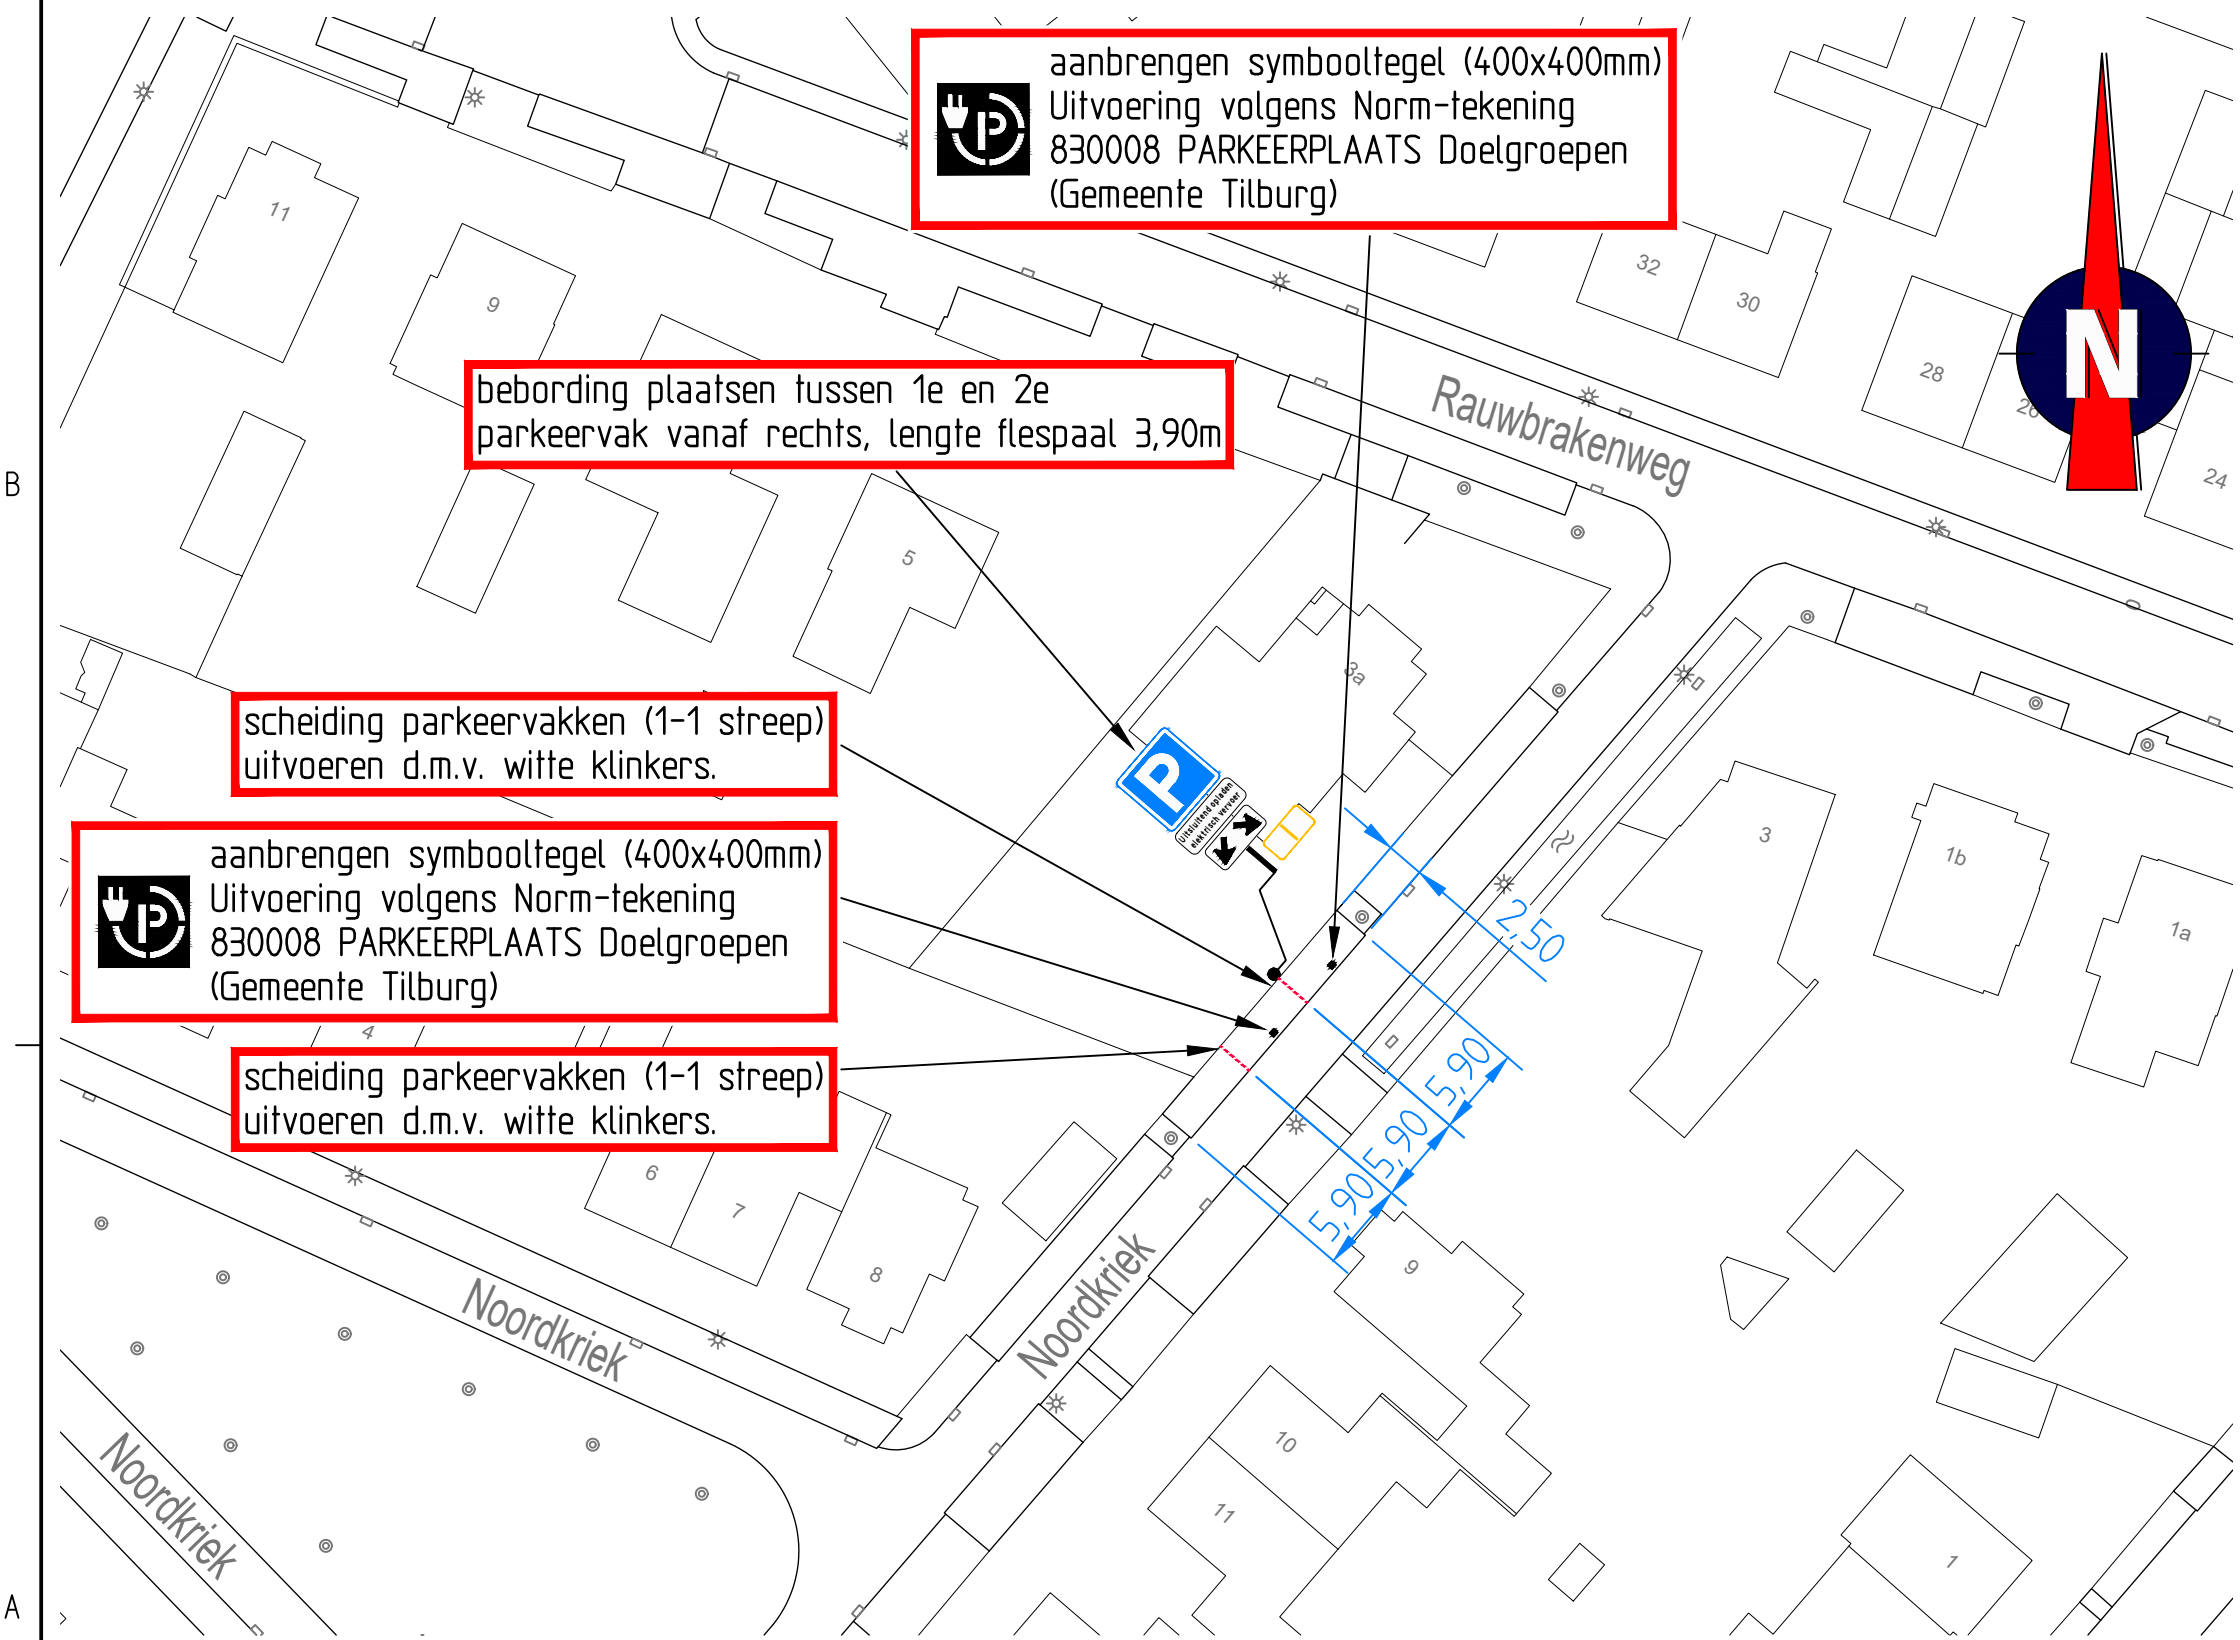 aanbrengen symbooltegel (400x400mm)
Uitvoering volgens Norm-tekening
830008 PARKEERPLAATS Doelgroepen
(Gemeente Tilburg)
P
11
9
32
30
28
26
24
N
bebording plaatsen tussen 1e en 2e
parkeervak vanaf rechts, lengte flespaal 3,90m
Rauwbrakenweg
B
5
3a
scheiding parkeervakken (1-1 streep)
uitvoeren d.m.v. witte klinkers.
P
Uitsluitend opladen
elektrisch vervoer
3
1b
1a
aanbrengen symbooltegel (400x400mm)
Uitvoering volgens Norm-tekening
830008 PARKEERPLAATS Doelgroepen
(Gemeente Tilburg)
P
2,50
4
scheiding parkeervakken (1-1 streep)
uitvoeren d.m.v. witte klinkers.
5,90
5,90
5,90
6
7
8
9
Noordkriek
Noordkriek
Noordkriek
10
11
1
A